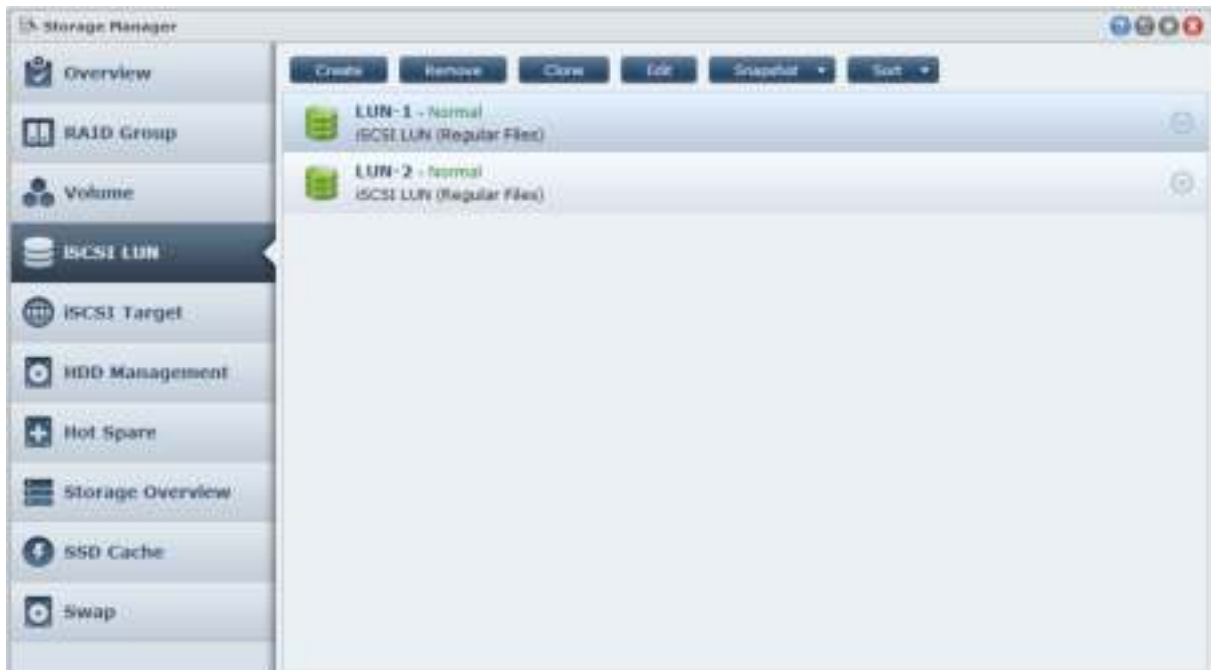 Storage Manager
Overview
RAID Group
Volume
iSCSI LUN
iSCSI Target
HDD Management
Hot Spare
Storage Overview
SSD Cache
Swap
Create Remove Clone Edit Snapshot Sort
LUN-1 - Normal
iSCSI LUN (Regular Files)
LUN-2 - Normal
iSCSI LUN (Regular Files)